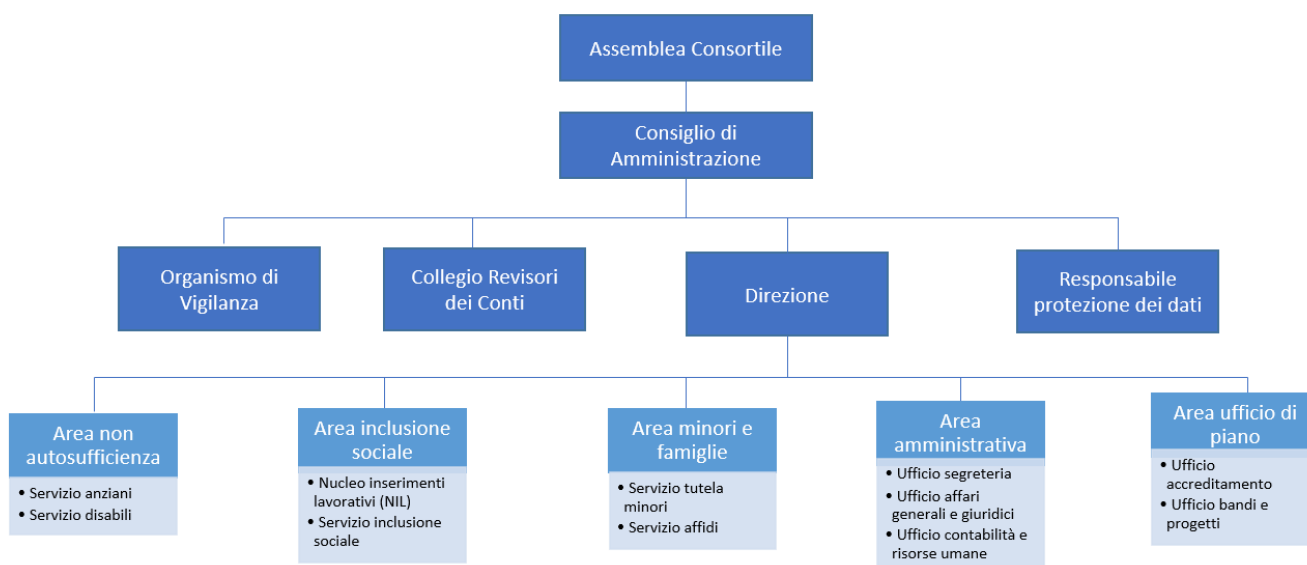 Assemblea Consortile
Consiglio di
Amministrazione
Organismo di
Vigilanza
Collegio Revisori
dei Conti
Direzione
Responsabile
protezione dei dati
Area non
autosufficienza
• Servizio anziani
• Servizio disabili
Area inclusione
sociale
• Nucleo inserimenti
lavorativi (NIL)
• Servizio inclusione
sociale
Area minori e
famiglie
• Servizio tutela
minori
• Servizio affidi
Area
amministrativa
• Ufficio segreteria
• Ufficio affari
generali e giuridici
• Ufficio contabilità e
risorse umane
Area ufficio di
piano
• Ufficio
accreditamento
• Ufficio bandi e
progetti